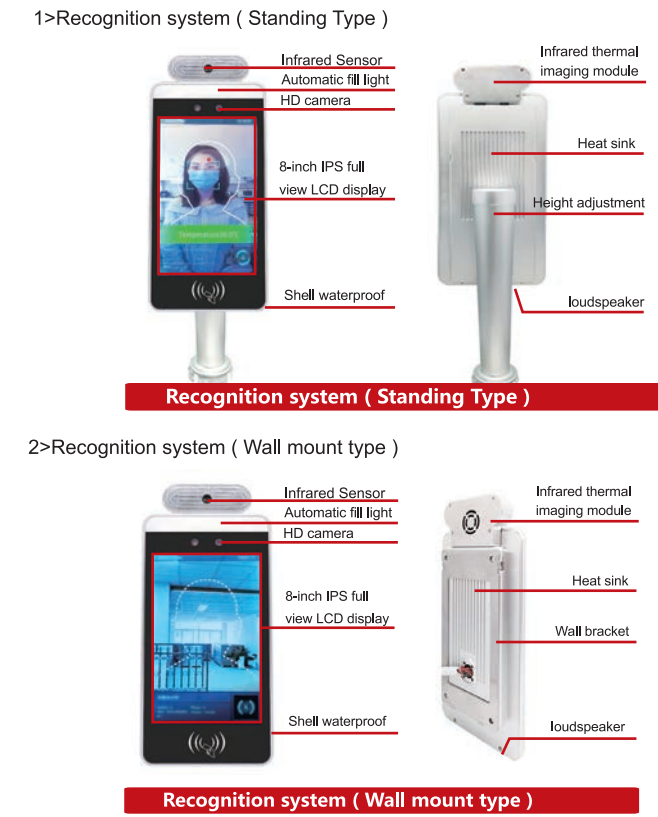 1>Recognition system ( Standing Type )
Infrared Sensor
Automatic fill light
HD camera
8-inch IPS full
view LCD display
Shell waterproof
Infrared thermal
imaging module
Heat sink
Height adjustment
loudspeaker
Recognition system ( Standing Type )
2>Recognition system ( Wall mount type )
Infrared Sensor
Automatic fill light
HD camera
8-inch IPS full
view LCD display
Shell waterproof
Infrared thermal
imaging module
Heat sink
Wall bracket
loudspeaker
Recognition system ( Wall mount type )